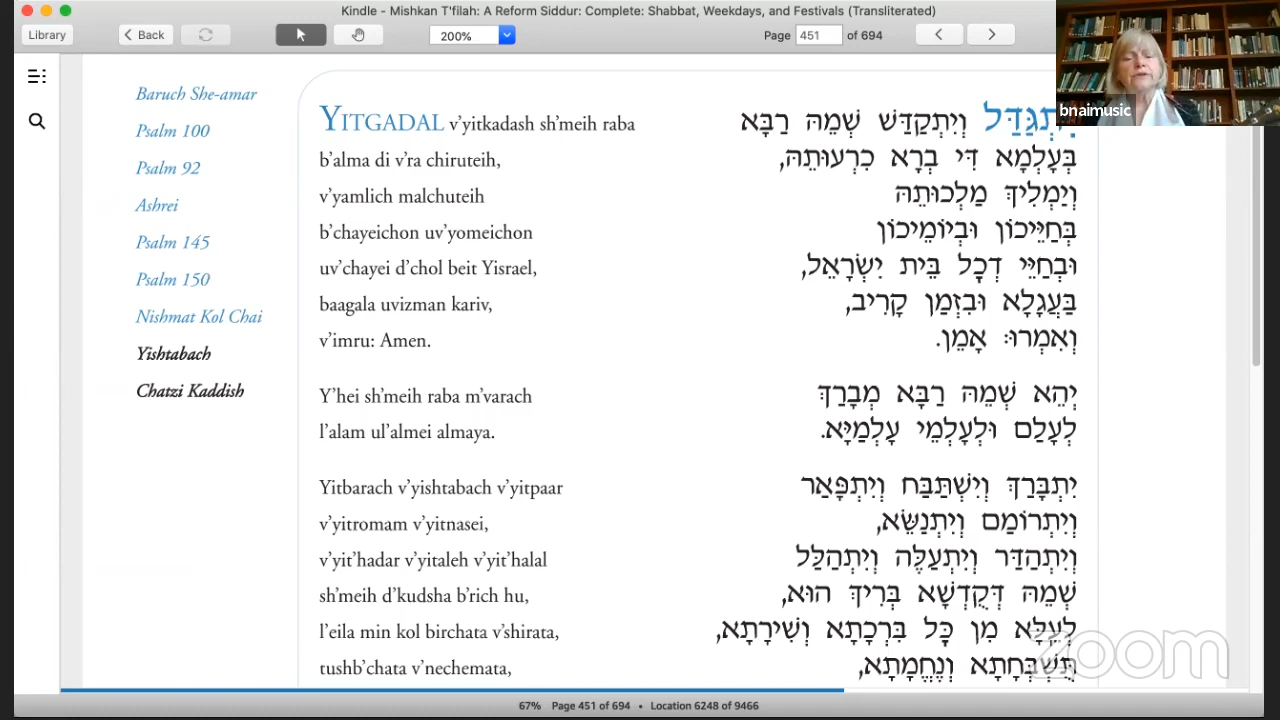 Kindle - Mishkan T'filah: A Reform Siddur: Complete: Shabbat, Weekdays, and Festivals (Transliterated)
Library
Back
200%
Page 451 of 694
bnaimusic
Baruch She-amar
Psalm 100
Psalm 92
Ashrei
Psalm 145
Psalm 150
Nishmat Kol Chai
Yishtabach
Chatzi Kaddish
YITGADAL v'yitkadash sh'meih raba
b'alma di v'ra chiruteih,
v'yamlich malchuteih
b'chayeichon uv'yomeichon
uv'chayei d'chol beit Yisrael,
baagala uvizman kariv,
v'imru: Amen.
Y'hei sh'meih raba m'varach
l'alam ul'almei almaya.
Yitbarach v'yishtabach v'yitpaar
v'yitromam v'yitnasei,
v'yit'hadar v'yitaleh v'yit'halal
sh'meih d'kudsha b'rich hu,
l'eila min kol birchata v'shirata,
tushb'chata v'nechemata,
יִתְגַּדַּל וְיִתְקַדַּשׁ שְׁמֵהּ רַבָּא
בְּעָלְמָא דִּי בְרָא כִרְעוּתֵהּ,
וְיַמְלִיךְ מַלְכוּתֵהּ
בְּחַיֵּיכוֹן וּבְיוֹמֵיכוֹן
וּבְחַיֵּי דְכָל בֵּית יִשְׂרָאֵל,
בַּעֲגָלָא וּבִזְמַן קָרִיב,
וְאִמְרוּ: אָמֵן.
יְהֵא שְׁמֵהּ רַבָּא מְבָרַךְ
לְעָלַם וּלְעָלְמֵי עָלְמַיָּא.
יִתְבָּרַךְ וְיִשְׁתַּבַּח וְיִתְפָּאַר
וְיִתְרוֹמַם וְיִתְנַשֵּׂא,
וְיִתְהַדַּר וְיִתְעַלֶּה וְיִתְהַלַּל
שְׁמֵהּ דְּקֻדְשָׁא בְּרִיךְ הוּא,
לְעֵלָּא מִן כָּל בִּרְכָתָא וְשִׁירָתָא,
תֻּשְׁבְּחָתָא וְנֶחֱמָתָא,
zoom
67% Page 451 of 694 • Location 6248 of 9466